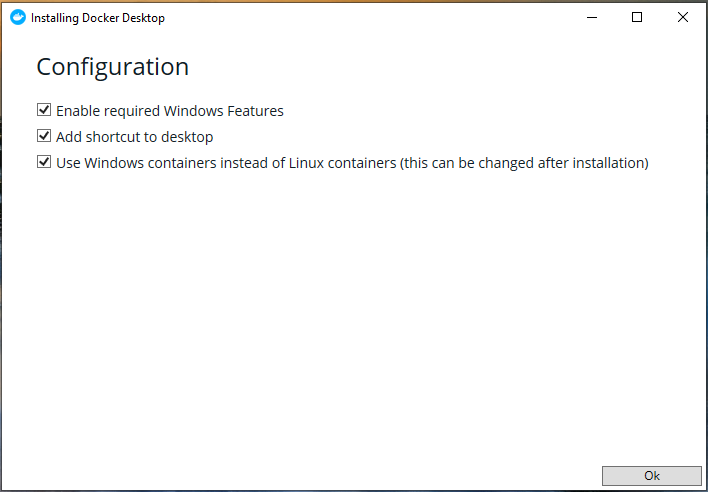 Installing Docker Desktop
Configuration
Enable required Windows Features
Add shortcut to desktop
Use Windows containers instead of Linux containers (this can be changed after installation)
Ok